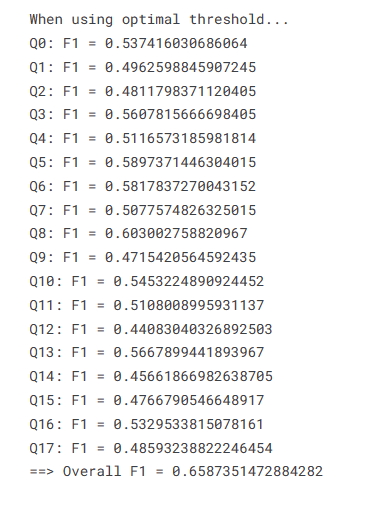 When using optimal threshold...
Q0: F1 = 0.537416030686064
Q1: F1 = 0.4962598845907245
Q2: F1 = 0.4811798371120405
Q3: F1 = 0.5607815666698405
Q4: F1 = 0.5116573185981814
Q5: F1 = 0.5897371446304015
Q6: F1 = 0.5817837270043152
Q7: F1 = 0.5077574826325015
Q8: F1 = 0.603002758820967
Q9: F1 = 0.4715420564592435
Q10: F1 = 0.5453224890924452
Q11: F1 = 0.5108008995931137
Q12: F1 = 0.44083040326892503
Q13: F1 = 0.5667899441893967
Q14: F1 = 0.45661866982638705
Q15: F1 = 0.4766790546648917
Q16: F1 = 0.5329533815078161
Q17: F1 = 0.48593238822246454
==> Overall F1 = 0.6587351472884282